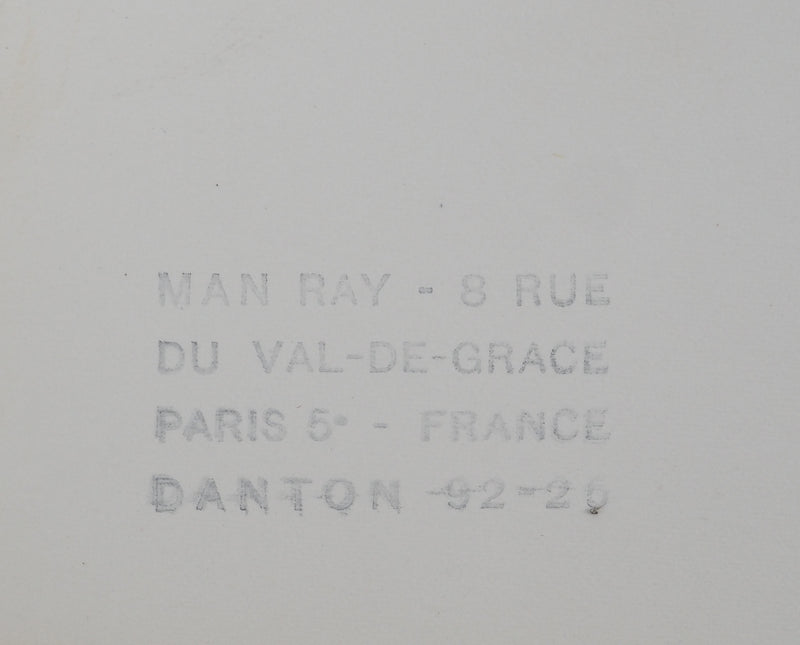 MAN RAY - 8 RUE
DU VAL-DE-GRACE
PARIS 5e - FRANCE
DANTON 92-25